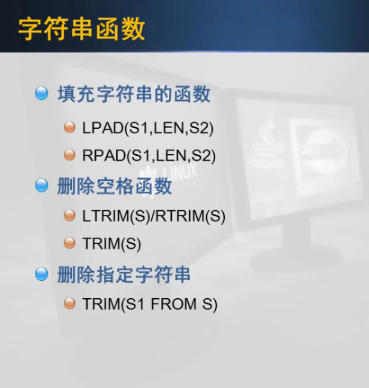 字符串函数
填充字符串的函数
LPAD(S1,LEN,S2)
RPAD(S1,LEN,S2)
删除空格函数
LINUX
LTRIM(S)/RTRIM(S)
TRIM(S)
删除指定字符串
TRIM(S1 FROM S)